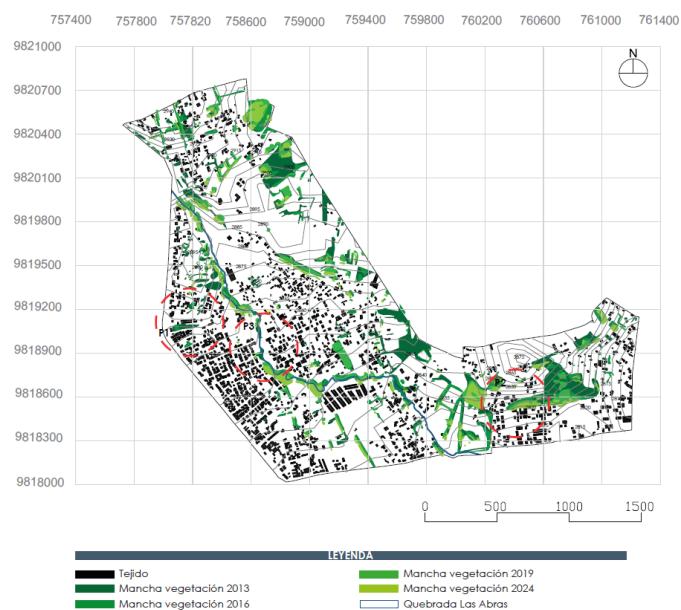 757400 757820 758600 759000 759400 759800 760200 760600 761000 761400
9821000
N
9820700
9820400
9820100
9819800
9819500
9819200
P1
P3
9818900
9818600
9818300
9818000
0 500 1000 1500
LEYENDA
Tejido
Mancha vegetación 2013
Mancha vegetación 2016
Mancha vegetación 2019
Mancha vegetación 2024
Quebrada Las Abras